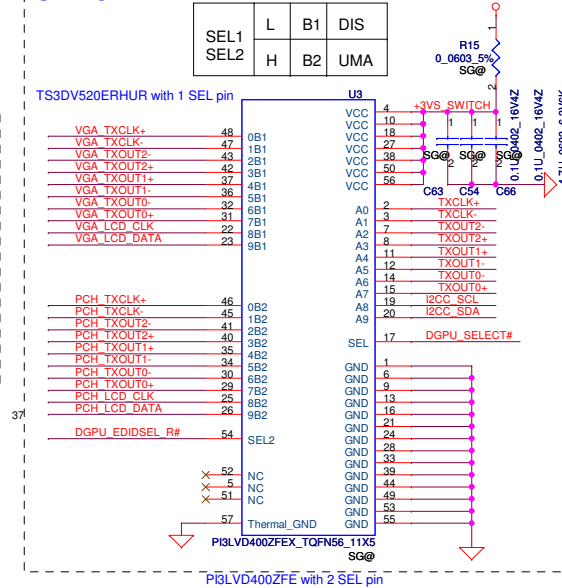 SEL1
SEL2
L B1 DIS
H B2 UMA
R15
0_0603_5%
SG@
1
2
TS3DV520ERHUR with 1 SEL pin
U3
+3VS_SWITCH
VCC 4
VCC 10
VCC 18
VCC 27
VCC 38
VCC 50
VCC 56
1 1 1
SG@ SG@ SG@
2 2 2
C63 C54 C66
0.1U_0402_16V4Z
0.1U_0402_16V4Z
VGA_TXCLK+ 48 0B1
VGA_TXCLK- 47 1B1
VGA_TXOUT2- 43 2B1
VGA_TXOUT2+ 42 3B1
VGA_TXOUT1+ 37 4B1
VGA_TXOUT1- 36 5B1
VGA_TXOUT0- 32 6B1
VGA_TXOUT0+ 31 7B1
VGA_LCD_CLK 22 8B1
VGA_LCD_DATA 23 9B1
A0 2 TXCLK+
A1 3 TXCLK-
A2 7 TXOUT2-
A3 8 TXOUT2+
A4 11 TXOUT1+
A5 12 TXOUT1-
A6 14 TXOUT0-
A7 15 TXOUT0+
A8 19 I2CC_SCL
A9 20 I2CC_SDA
SEL 17 DGPU_SELECT#
PCH_TXCLK+ 46 0B2
PCH_TXCLK- 45 1B2
PCH_TXOUT2- 41 2B2
PCH_TXOUT2+ 40 3B2
PCH_TXOUT1+ 35 4B2
PCH_TXOUT1- 34 5B2
PCH_TXOUT0- 30 6B2
PCH_TXOUT0+ 29 7B2
PCH_LCD_CLK 25 8B2
PCH_LCD_DATA 26 9B2
37
DGPU_EDIDSEL_R# 54 SEL2
52 NC
5 NC
51 NC
57 Thermal_GND
GND 1
GND 6
GND 9
GND 13
GND 16
GND 21
GND 24
GND 28
GND 33
GND 39
GND 44
GND 49
GND 53
GND 55
PI3LVD400ZFEX_TQFN56_11X5
SG@
PI3LVD400ZFE with 2 SEL pin